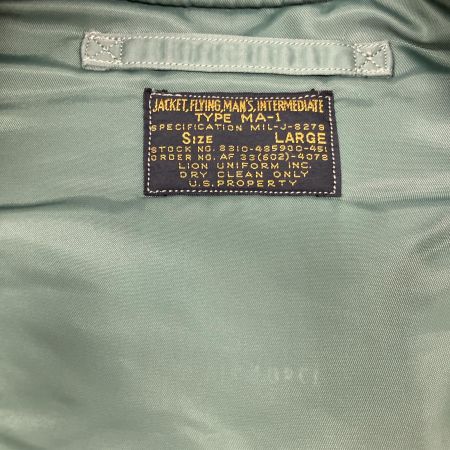 JACKET, FLYING, MAN'S, INTERMEDIATE
TYPE MA-1
SPECIFICATION MIL-J-8279
SIZE LARGE
STOCK NO. 8310-485900-451
ORDER NO. AF 33(602)-4078
LION UNIFORM INC.
DRY CLEAN ONLY
U.S. PROPERTY